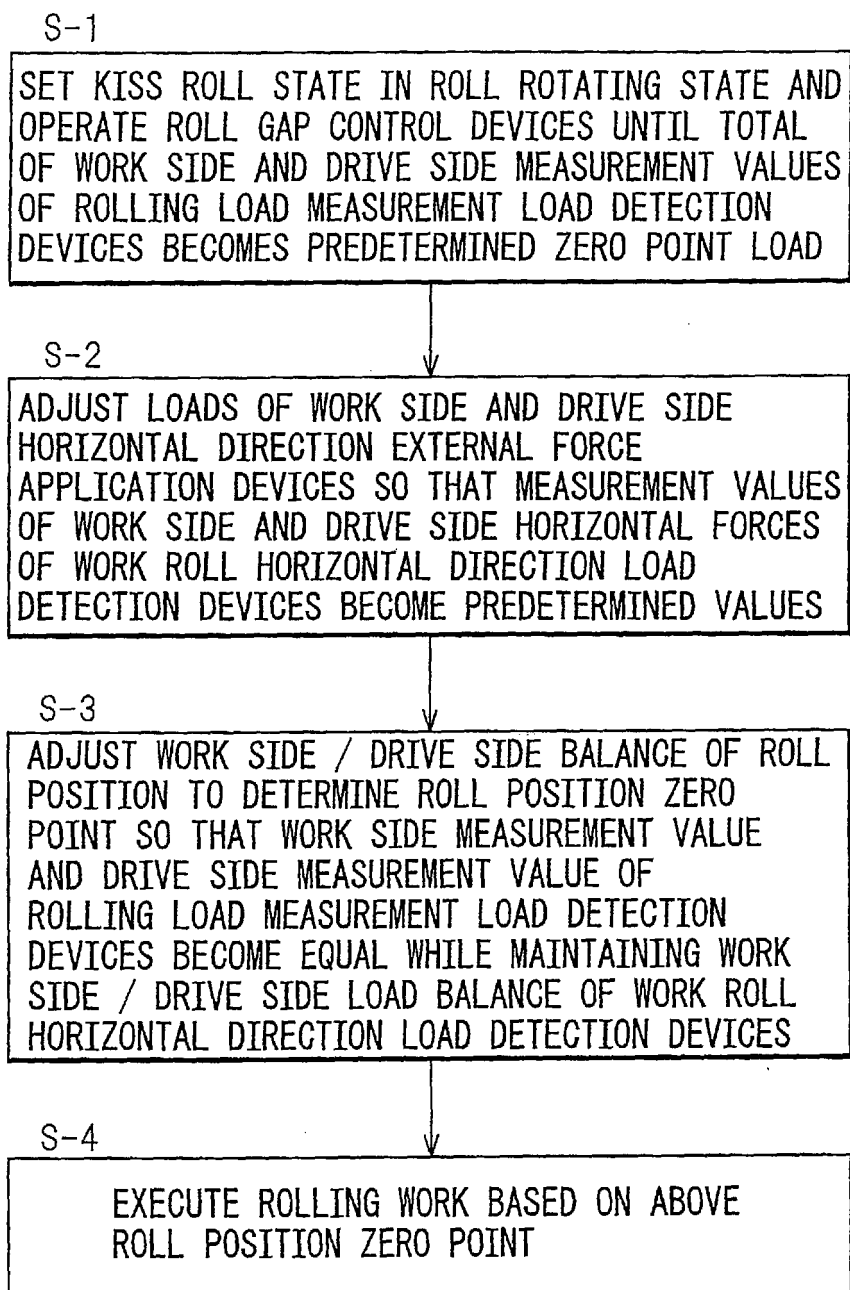 S-1
SET KISS ROLL STATE IN ROLL ROTATING STATE AND
OPERATE ROLL GAP CONTROL DEVICES UNTIL TOTAL
OF WORK SIDE AND DRIVE SIDE MEASUREMENT VALUES
OF ROLLING LOAD MEASUREMENT LOAD DETECTION
DEVICES BECOMES PREDETERMINED ZERO POINT LOAD
S-2
ADJUST LOADS OF WORK SIDE AND DRIVE SIDE
HORIZONTAL DIRECTION EXTERNAL FORCE
APPLICATION DEVICES SO THAT MEASUREMENT VALUES
OF WORK SIDE AND DRIVE SIDE HORIZONTAL FORCES
OF WORK ROLL HORIZONTAL DIRECTION LOAD
DETECTION DEVICES BECOME PREDETERMINED VALUES
S-3
ADJUST WORK SIDE / DRIVE SIDE BALANCE OF ROLL
POSITION TO DETERMINE ROLL POSITION ZERO
POINT SO THAT WORK SIDE MEASUREMENT VALUE
AND DRIVE SIDE MEASUREMENT VALUE OF
ROLLING LOAD MEASUREMENT LOAD DETECTION
DEVICES BECOME EQUAL WHILE MAINTAINING WORK
SIDE / DRIVE SIDE LOAD BALANCE OF WORK ROLL
HORIZONTAL DIRECTION LOAD DETECTION DEVICES
S-4
EXECUTE ROLLING WORK BASED ON ABOVE
ROLL POSITION ZERO POINT